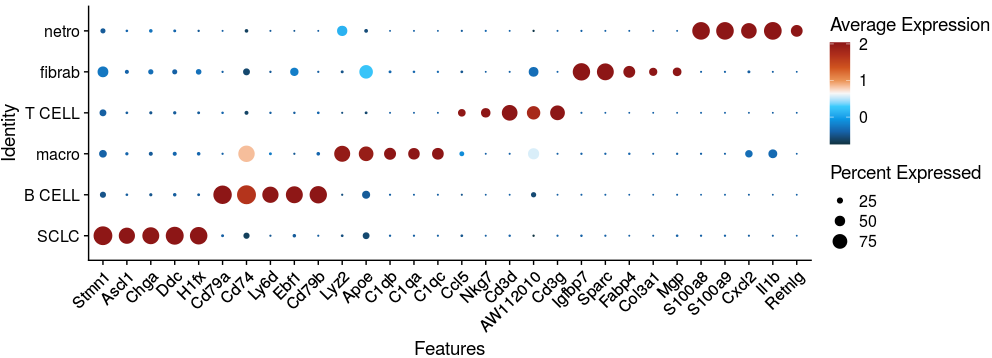 netro
fibrab
T CELL
macro
B CELL
SCLC
Identity
Stmn1
Ascl1
Chga
Ddc
H1fx
Cd79a
Cd74
Ly6d
Ebf1
Cd79b
Lyz2
Apoe
C1qb
C1qa
C1qc
Ccl5
Nkg7
Cd3d
AW112010
Cd3g
Igfbp7
Sparc
Fabp4
Col3a1
Mgp
S100a8
S100a9
Cxcl2
Il1b
Retnlg
Features
Average Expression
2
1
0
Percent Expressed
25
50
75